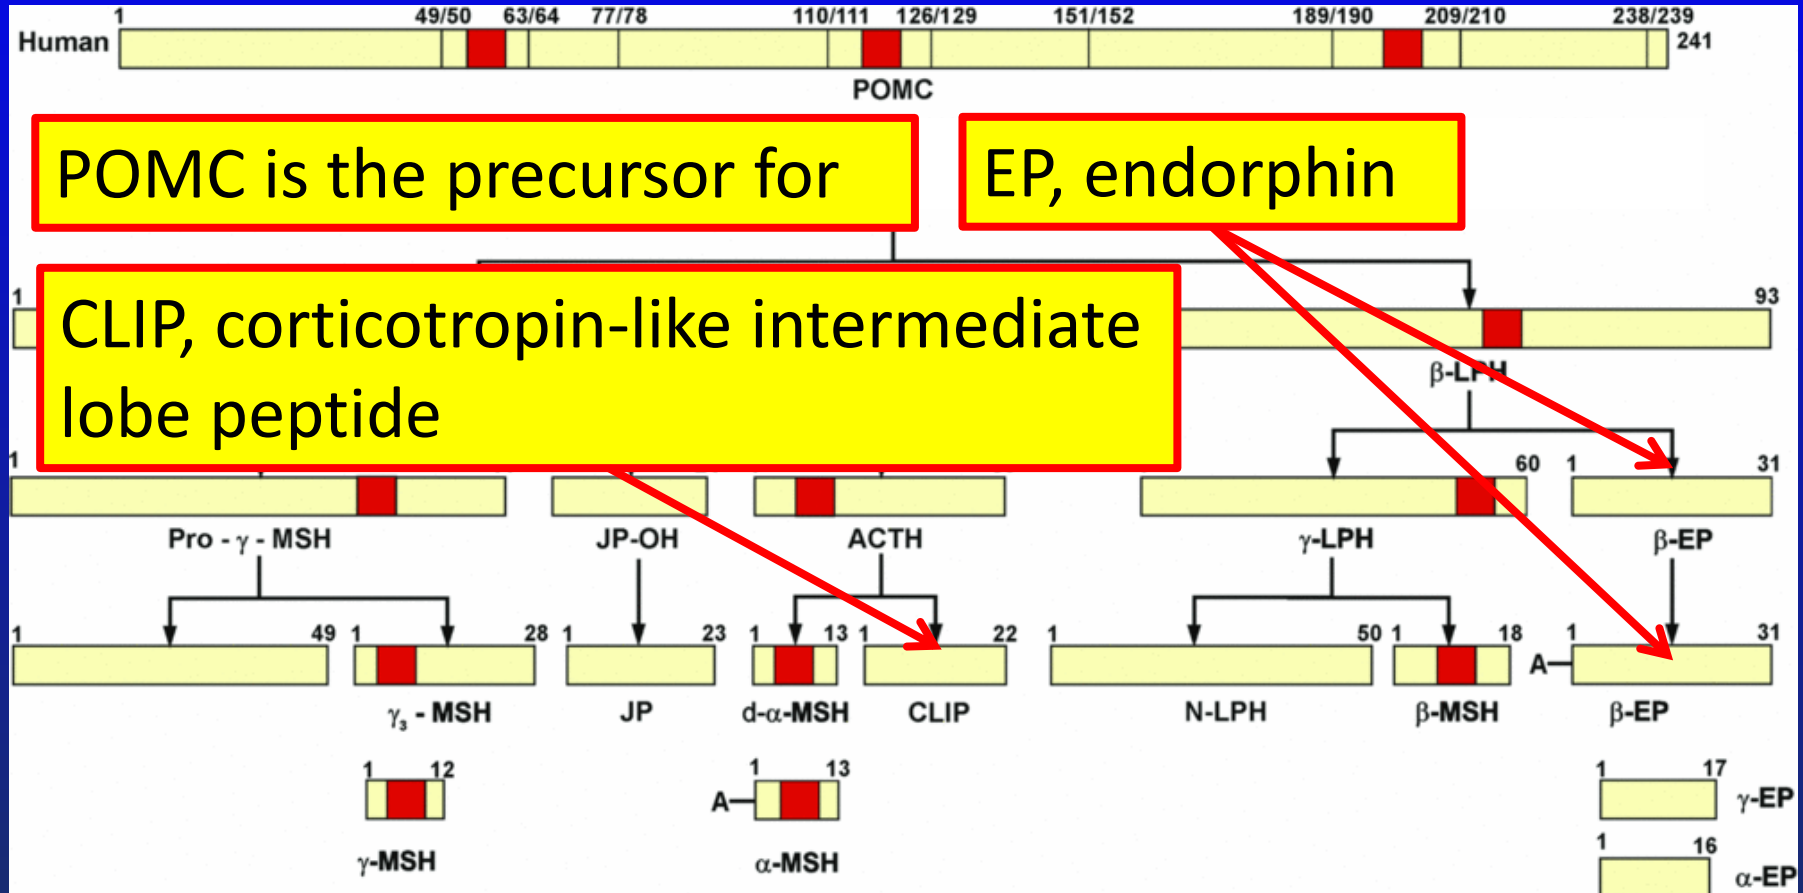 1 49/50 63/64 77/78 110/111 126/129 151/152 189/190 209/210 238/239
Human 241
POMC
POMC is the precursor for
EP, endorphin
1 93
CLIP, corticotropin-like intermediate
lobe peptide
β-LPH
1 60 1 31
Pro - γ - MSH JP-OH ACTH γ-LPH β-EP
1 49 1 28 1 23 1 13 1 22 1 50 1 18 1 31
A
γ₃ - MSH JP d-α-MSH CLIP N-LPH β-MSH β-EP
1 12 1 13 1 17
A γ-EP
γ-MSH α-MSH
1 16
α-EP